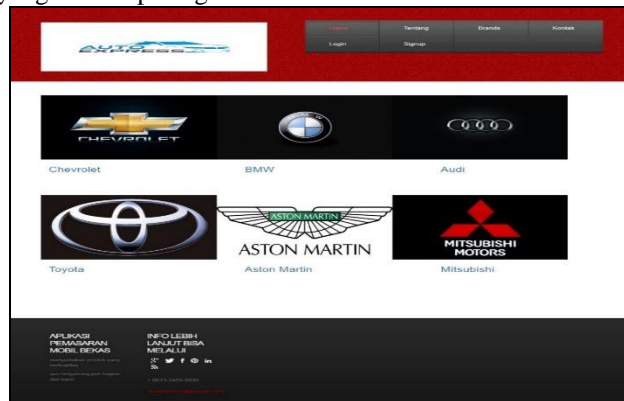 AUTO
EXPRESS
Home Tentang Brands Kontak
Login Signup
CHEVROLET
BMW
Chevrolet BMW Audi
ASTON MARTIN
ASTON MARTIN
MITSUBISHI
MOTORS
Toyota Aston Martin Mitsubishi
APLIKASI
PEMASARAN
MOBIL BEKAS
INFO LEBIH
LANJUT BISA
MELALUI